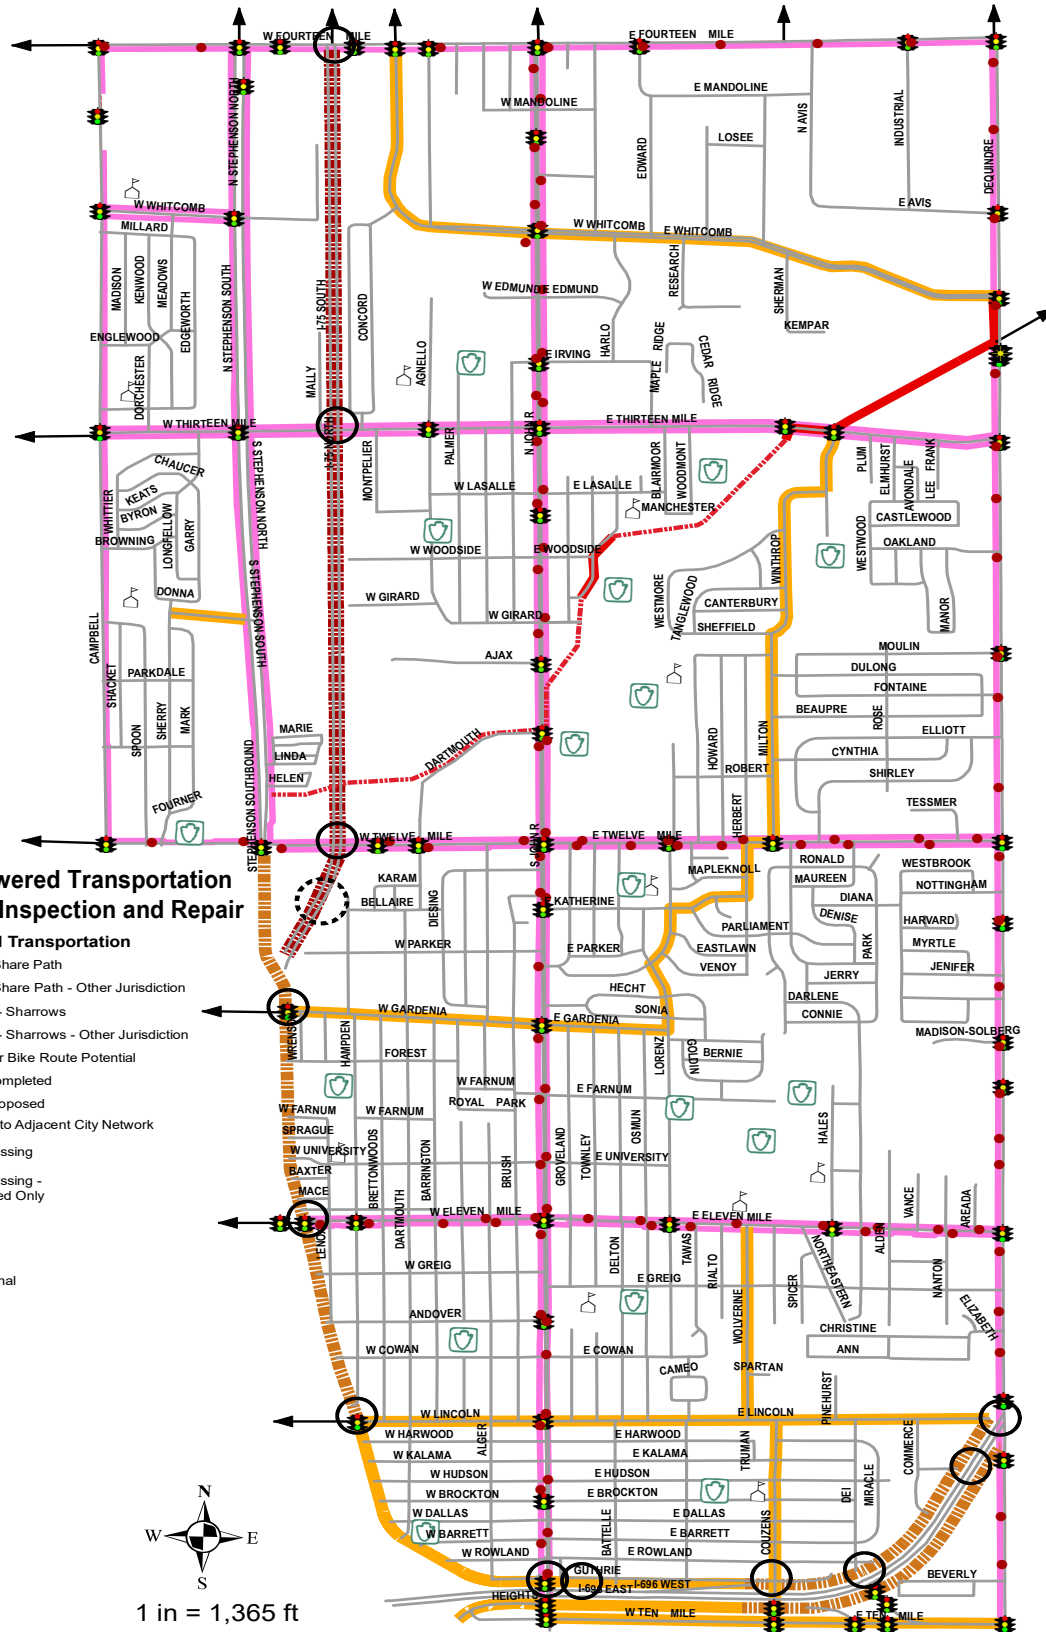 W FOURTEEN MILE
E FOURTEEN MILE
N STEPHENSON NORTH
W MANDOLINE
E MANDOLINE
EDWARD
LOSEE
N AVIS
INDUSTRIAL
DEQUINDRE
E AVIS
W WHITCOMB
MILLARD
W WHITCOMB
E WHITCOMB
MADISON
KENWOOD
MEADOWS
EDGEWORTH
ENGLEWOOD
DORCHESTER
N STEPHENSON SOUTH
I-75 SOUTH
MALLY
CONCORD
AGNELLO
W EDMUND
E EDMUND
RESEARCH
SHERMAN
KEMPAR
E IRVING
HARLO
MAPLE RIDGE
CEDAR RIDGE
W THIRTEEN MILE
E THIRTEEN MILE
I-75 NORTH
N JOHN R
PALMER
MONTPELIER
S STEPHENSON NORTH
CHAUCER
KEATS
BYRON
BROWNING
WHITTIER
LONGFELLOW
GARRY
DONNA
W LASALLE
E LASALLE
BLAIRMOOR
WOODMONT
MANCHESTER
PLUM
ELMHURST
AVONDALE
LEE
FRANK
CASTLEWOOD
WESTWOOD
OAKLAND
MANOR
W WOODSIDE
E WOODSIDE
W GIRARD
W GIRARD
AJAX
WESTMORE
TANGLEWOOD
WINTHROP
CANTERBURY
SHEFFIELD
CAMPBELL
SHACKET
PARKDALE
SPOON
SHERRY
MARK
FOURNER
S STEPHENSON SOUTH
MARIE
LINDA
HELEN
DARTMOUTH
MOULIN
DULONG
FONTAINE
BEAUPRE
ROSE
ELLIOTT
CYNTHIA
SHIRLEY
TESSMER
HOWARD
MILTON
ROBERT
HERBERT
STEPHENSON SOUTHBOUND
W TWELVE MILE
E TWELVE MILE
S JOHN R
wered Transportation
Inspection and Repair
l Transportation
Share Path
Share Path - Other Jurisdiction
- Sharrows
- Sharrows - Other Jurisdiction
r Bike Route Potential
ompleted
oposed
to Adjacent City Network
ssing
ssing -
ed Only
nal
KARAM
BELLAIRE
DIESING
W PARKER
KATHERINE
E PARKER
MAPLEKNOLL
PARLIAMENT
EASTLAWN
VENOY
HECHT
SONIA
RONALD
MAUREEN
DIANA
DENISE
PARK
JERRY
DARLENE
CONNIE
WESTBROOK
NOTTINGHAM
HARVARD
MYRTLE
JENIFER
MADISON-SOLBERG
W GARDENIA
E GARDENIA
WRENS
HAMPDEN
FOREST
LORENZ
GOLDIN
BERNIE
W FARNUM
E FARNUM
ROYAL PARK
W FARNUM
W FARNUM
SPRAGUE
W UNIVERSITY
E UNIVERSITY
BAXTER
MACE
BRETTONWOODS
BARRINGTON
DARTMOUTH
BRUSH
GROVELAND
TOWNLEY
OSMUN
HALES
W ELEVEN MILE
E ELEVEN MILE
LENOX
W GREIG
E GREIG
DELTON
TAWAS
RIALTO
WOLVERINE
SPICER
NORTHEASTERN
ALDEN
VANCE
AREADA
NANTON
ELIZABETH
ANDOVER
CHRISTINE
ANN
W COWAN
E COWAN
CAMEO
SPARTAN
PINEHURST
W LINCOLN
E LINCOLN
W HARWOOD
E HARWOOD
ALGER
W KALAMA
E KALAMA
TRUMAN
COMMERCE
W HUDSON
E HUDSON
W BROCKTON
E BROCKTON
DEI
MIRACLE
W DALLAS
E DALLAS
W BARRETT
E BARRETT
BATTELLE
COUZENS
W ROWLAND
E ROWLAND
GUTHRIE
I-696 EAST
I-696 WEST
HEIGHTS
BEVERLY
W TEN MILE
E TEN MILE
N
W
E
S
1 in = 1,365 ft